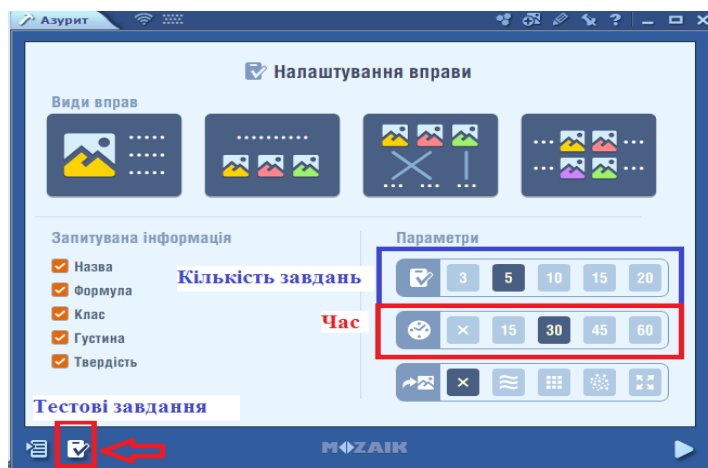 Азурит
?
Налаштування вправи
Види вправ
Запитувана інформація
Назва
Формула
Клас
Густина
Твердість
Параметри
Кількість завдань
3 5 10 15 20
Час
× 15 30 45 60
×
Тестові завдання
MOZAIK